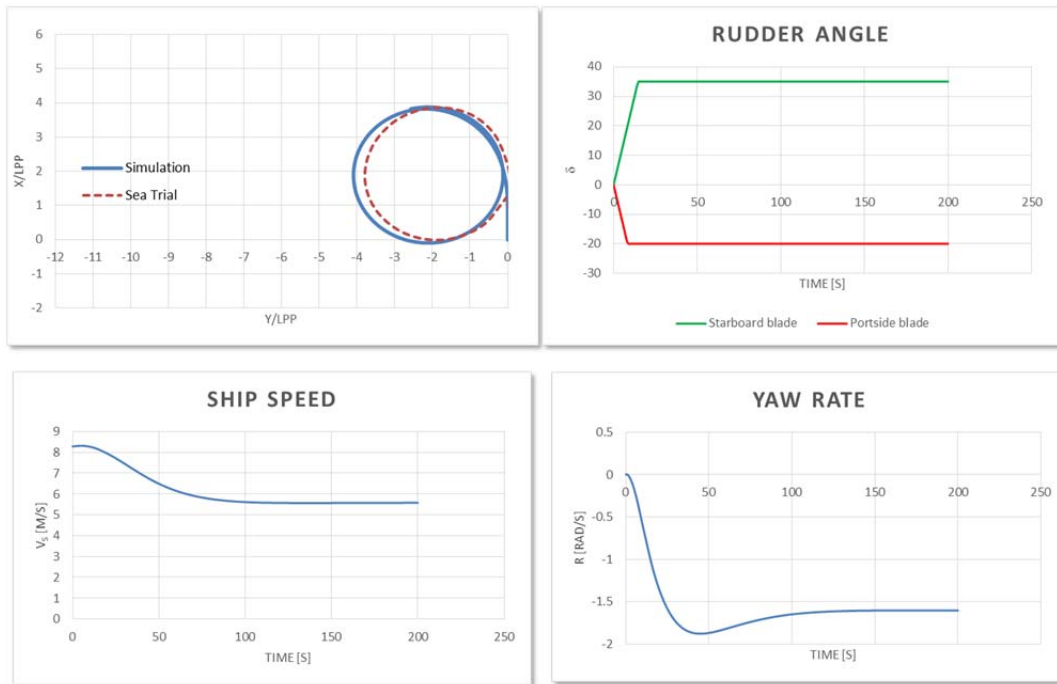 6
5
4
3
2
1
0
-1
-2
X/LPP
-12 -11 -10 -9 -8 -7 -6 -5 -4 -3 -2 -1 0
Y/LPP
Simulation
Sea Trial
RUDDER ANGLE
40
30
20
10
0
-10
-20
-30
δ
0 50 100 150 200 250
TIME [S]
Starboard blade Portside blade
SHIP SPEED
9
8
7
6
5
4
3
2
1
0
VS [M/S]
0 50 100 150 200 250
TIME [S]
YAW RATE
0.5
0
-0.5
-1
-1.5
-2
R [RAD/S]
0 50 100 150 200 250
TIME [S]